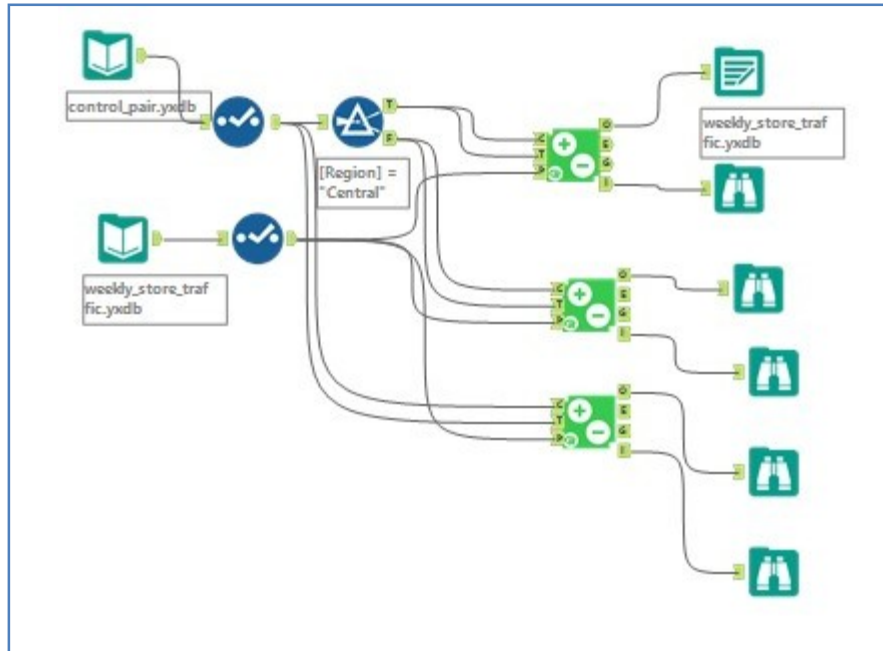 control_pair.yxdb
T
F
[Region] =
"Central"
C
T
P
O
E
G
I
weekly_store_traf
fic.yxdb
weekly_store_traf
fic.yxdb
C
T
P
O
E
G
I
C
T
P
O
E
G
I